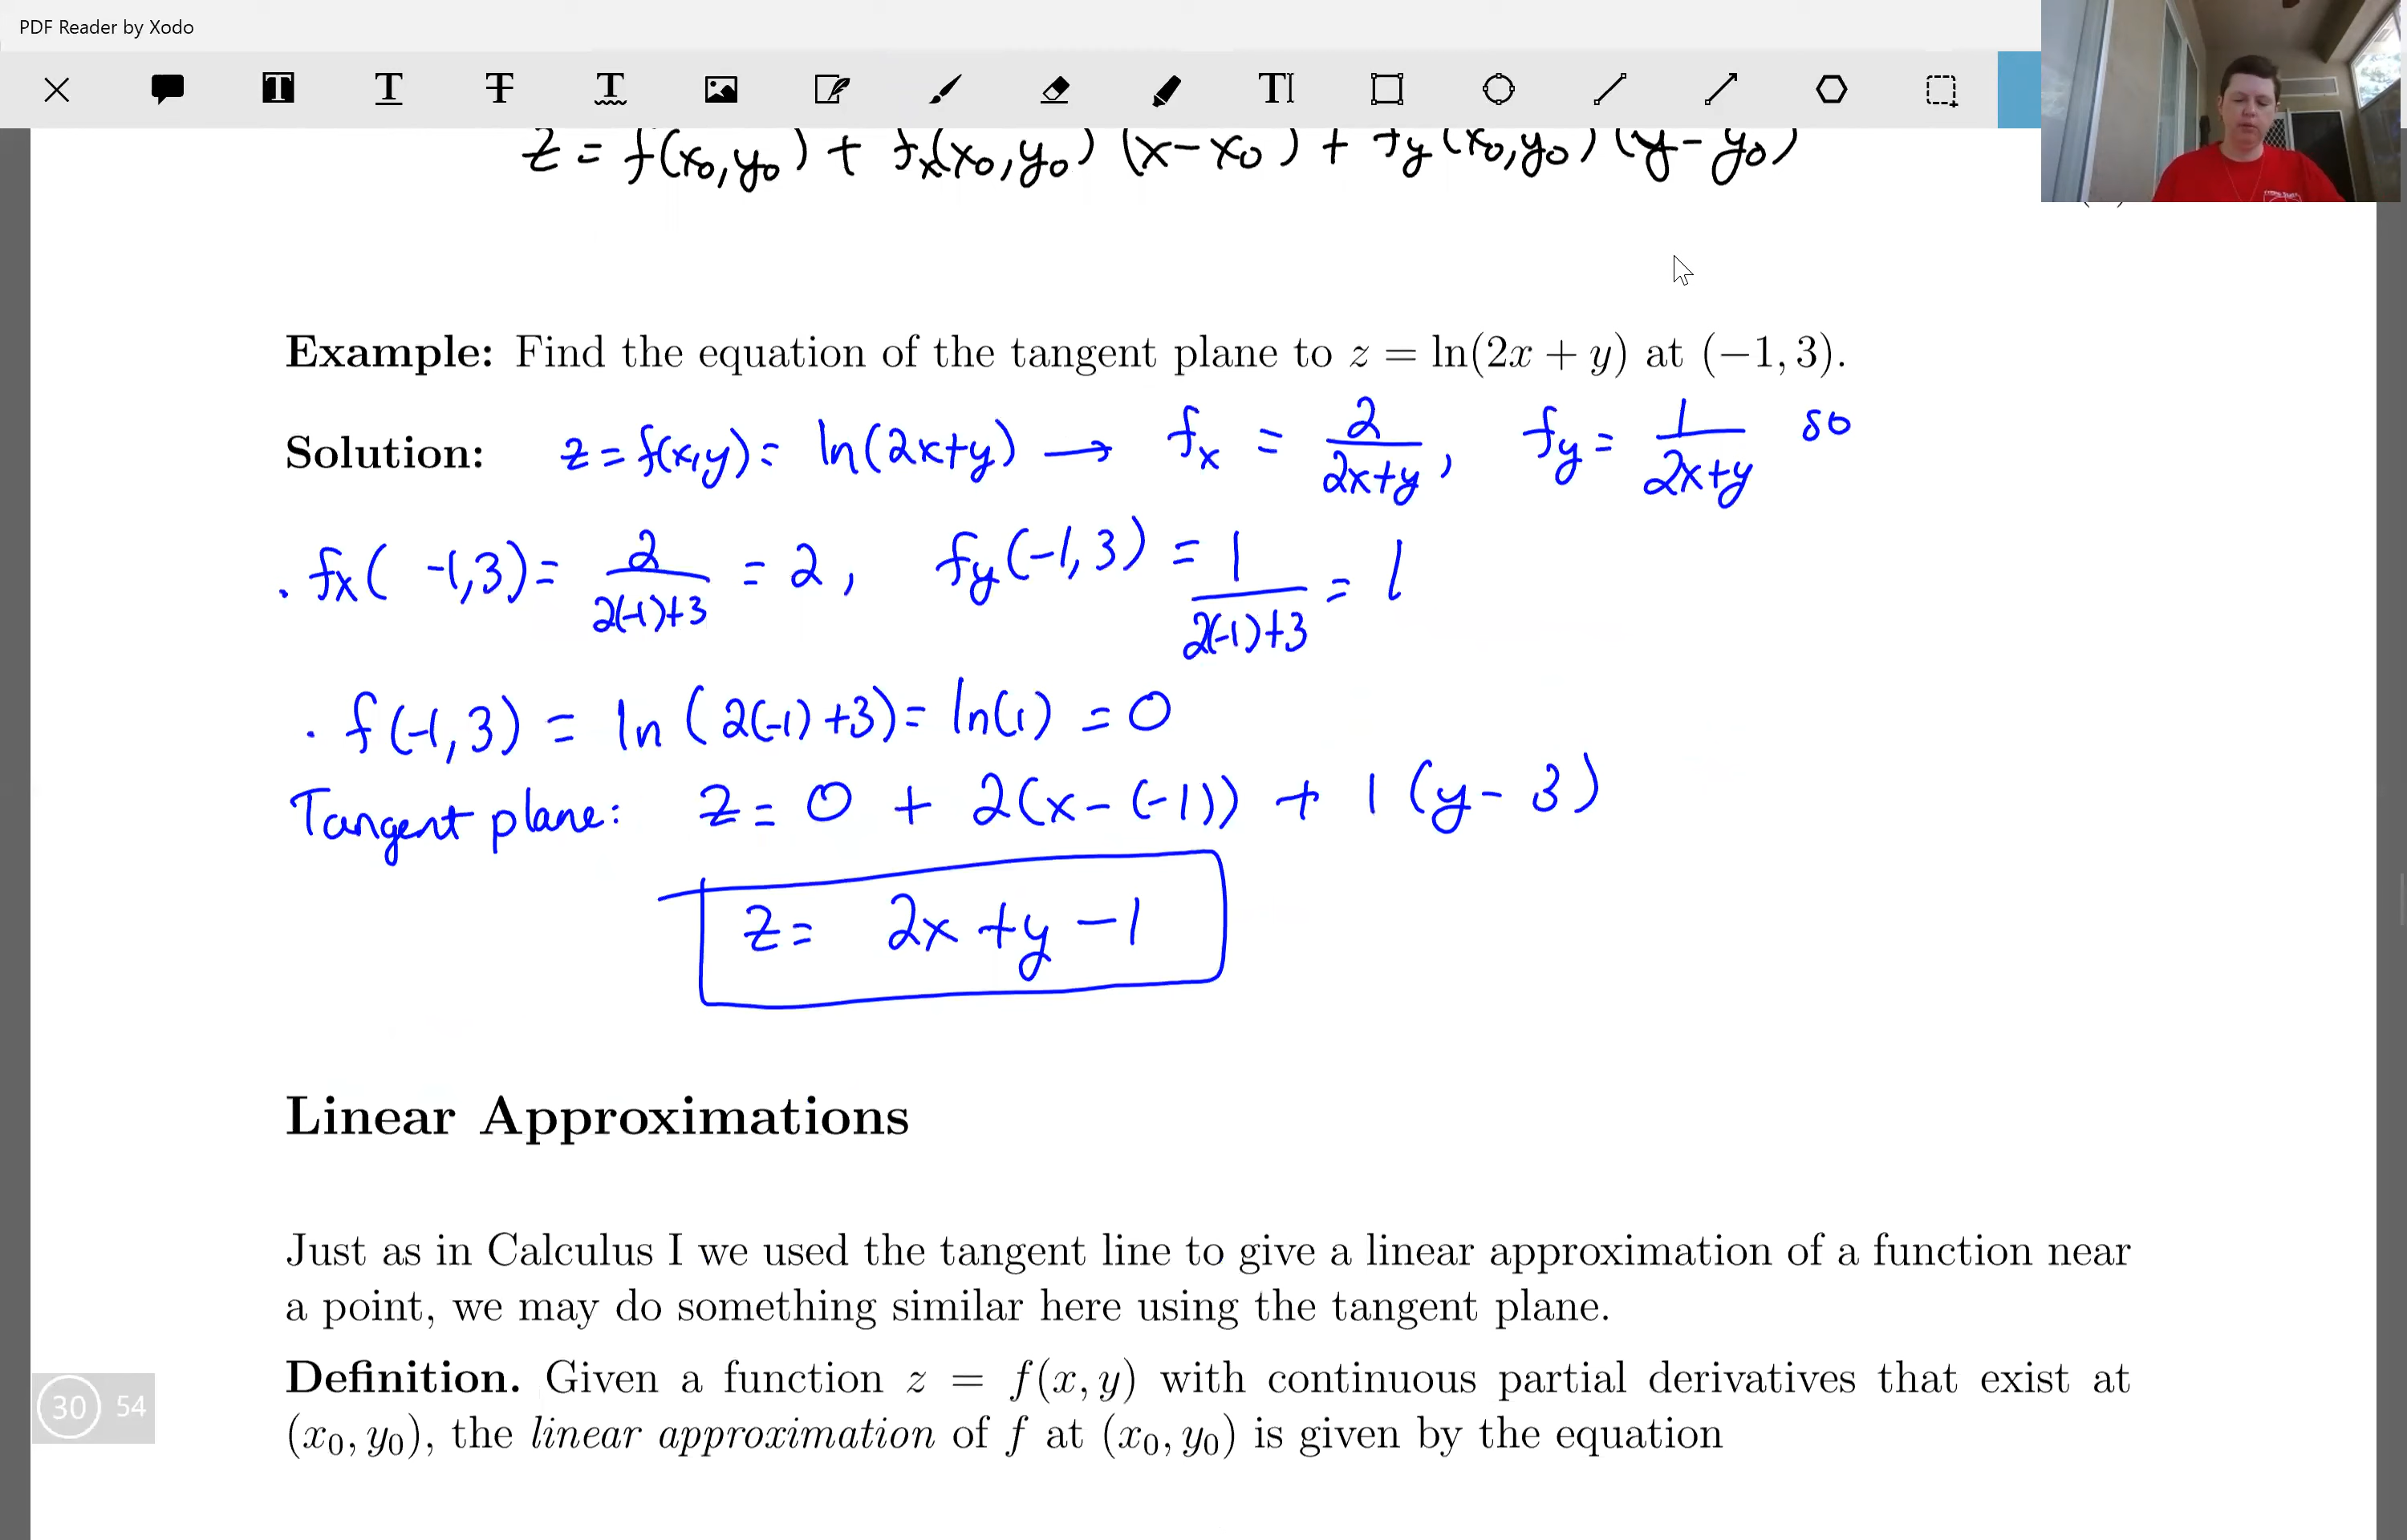 PDF Reader by Xodo
z = f(x₀,y₀) + fₓ(x₀,y₀) (x-x₀) + f_y(x₀,y₀) (y-y₀)
Example: Find the equation of the tangent plane to z = ln(2x + y) at (−1, 3).
Solution: z = f(x,y) = ln(2x+y) → fₓ = 2/(2x+y), f_y = 1/(2x+y) so
. fₓ(-1,3) = 2/(2(-1)+3) = 2, f_y(-1,3) = 1/(2(-1)+3) = 1
. f(-1,3) = ln(2(-1)+3) = ln(1) = 0
Tangent plane: z = 0 + 2(x-(-1)) + 1(y-3)
z = 2x + y - 1
Linear Approximations
Just as in Calculus I we used the tangent line to give a linear approximation of a function near
a point, we may do something similar here using the tangent plane.
Definition. Given a function z = f(x, y) with continuous partial derivatives that exist at
(x₀, y₀), the linear approximation of f at (x₀, y₀) is given by the equation
30 54